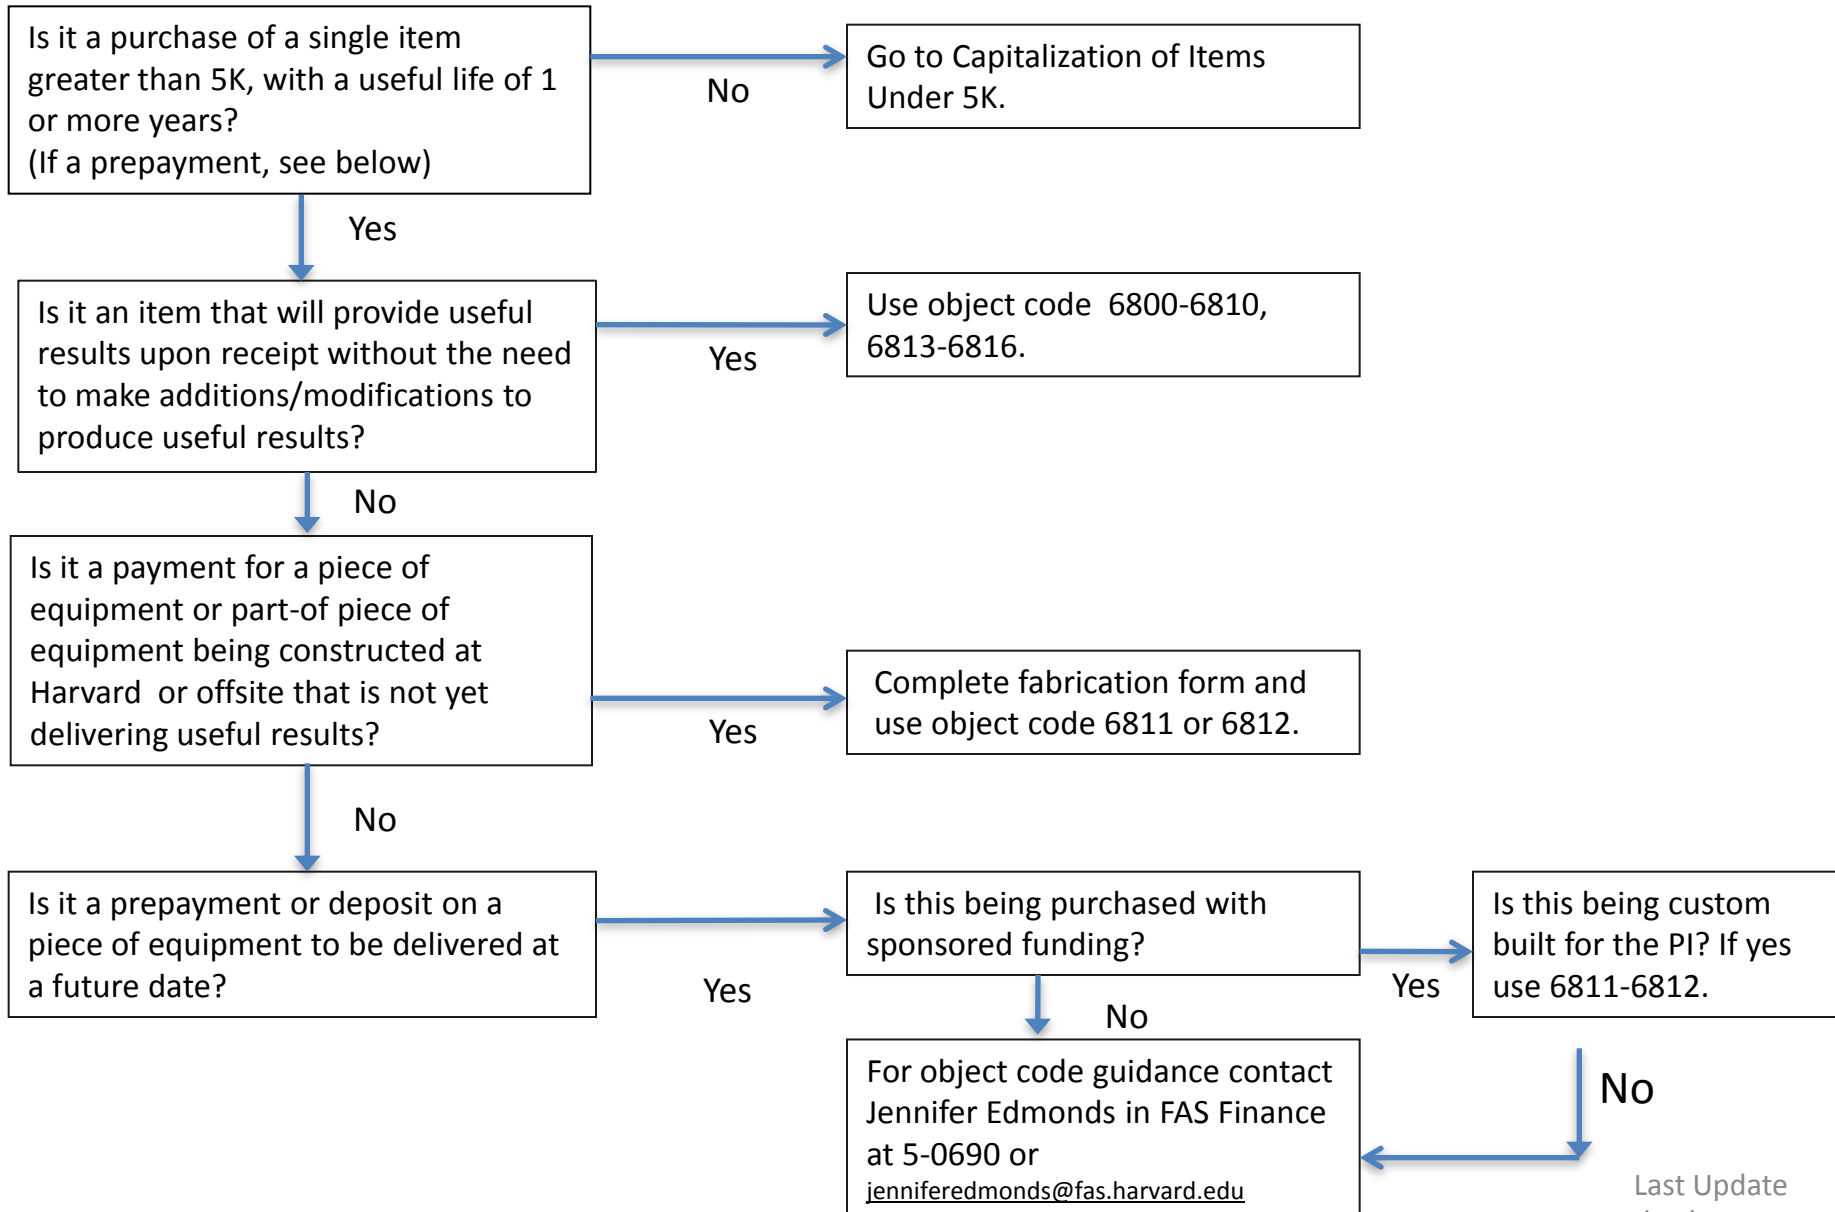 Is it a purchase of a single item
greater than 5K, with a useful life of 1
or more years?
(If a prepayment, see below)
No
Go to Capitalization of Items
Under 5K.
Yes
Is it an item that will provide useful
results upon receipt without the need
to make additions/modifications to
produce useful results?
Yes
Use object code 6800-6810,
6813-6816.
No
Is it a payment for a piece of
equipment or part-of piece of
equipment being constructed at
Harvard or offsite that is not yet
delivering useful results?
Yes
Complete fabrication form and
use object code 6811 or 6812.
No
Is it a prepayment or deposit on a
piece of equipment to be delivered at
a future date?
Yes
Is this being purchased with
sponsored funding?
Yes
Is this being custom
built for the PI? If yes
use 6811-6812.
No
For object code guidance contact
Jennifer Edmonds in FAS Finance
at 5-0690 or
jenniferedmonds@fas.harvard.edu
No
Last Update